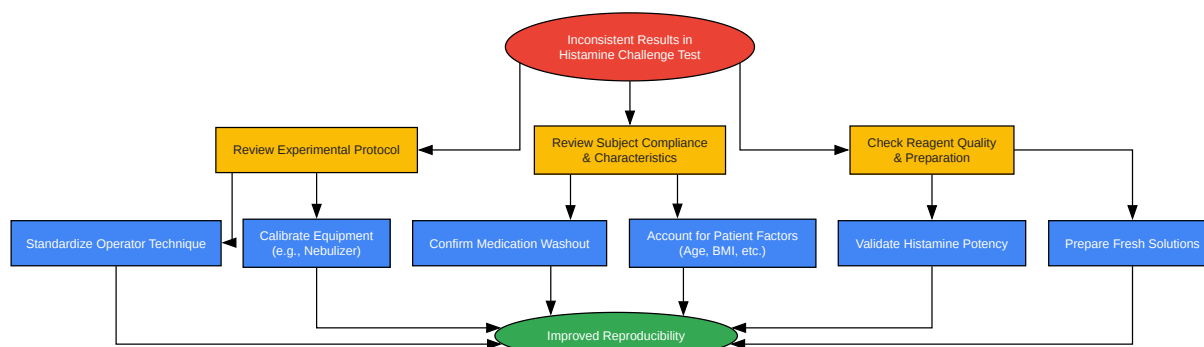 Inconsistent Results in
Histamine Challenge Test
Review Experimental Protocol
Review Subject Compliance
& Characteristics
Check Reagent Quality
& Preparation
Standardize Operator Technique
Calibrate Equipment
(e.g., Nebulizer)
Confirm Medication Washout
Account for Patient Factors
(Age, BMI, etc.)
Validate Histamine Potency
Prepare Fresh Solutions
Improved Reproducibility